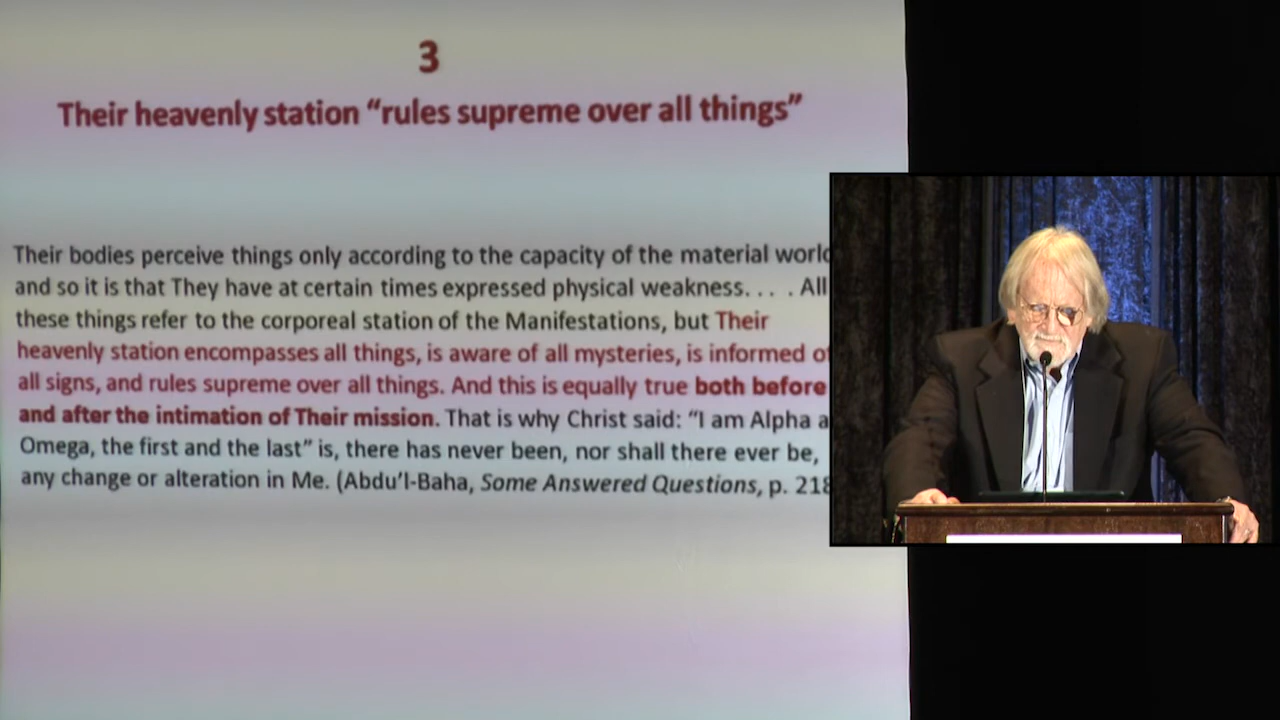 3
Their heavenly station “rules supreme over all things”
Their bodies perceive things only according to the capacity of the material
and so it is that They have at certain times expressed physical weakness. . . . All
these things refer to the corporeal station of the Manifestations, but Their
heavenly station encompasses all things, is aware of all mysteries, is informed of
all signs, and rules supreme over all things. And this is equally true both before
and after the intimation of Their mission. That is why Christ said: “I am Alpha a
Omega, the first and the last” is, there has never been, nor shall there ever be,
any change or alteration in Me. (Abdu’l-Baha, Some Answered Questions, p. 218